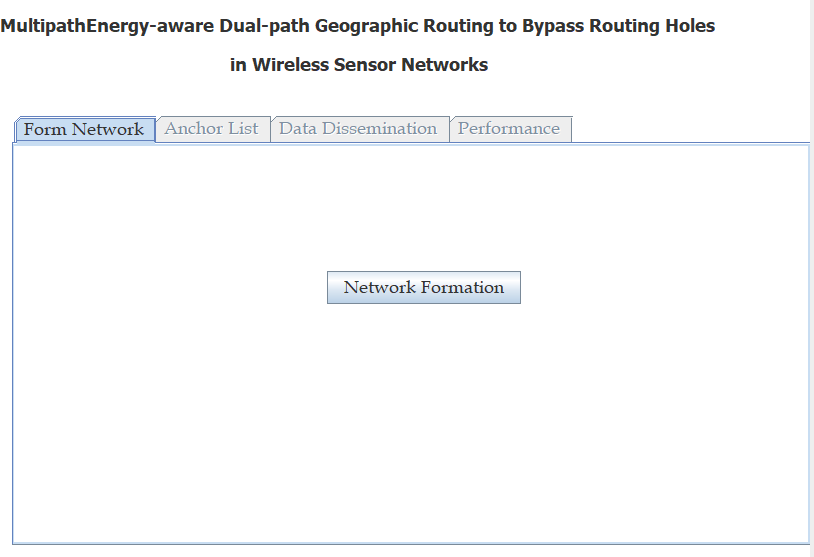 MultipathEnergy-aware Dual-path Geographic Routing to Bypass Routing Holes
in Wireless Sensor Networks
Form Network Anchor List Data Dissemination Performance
Network Formation